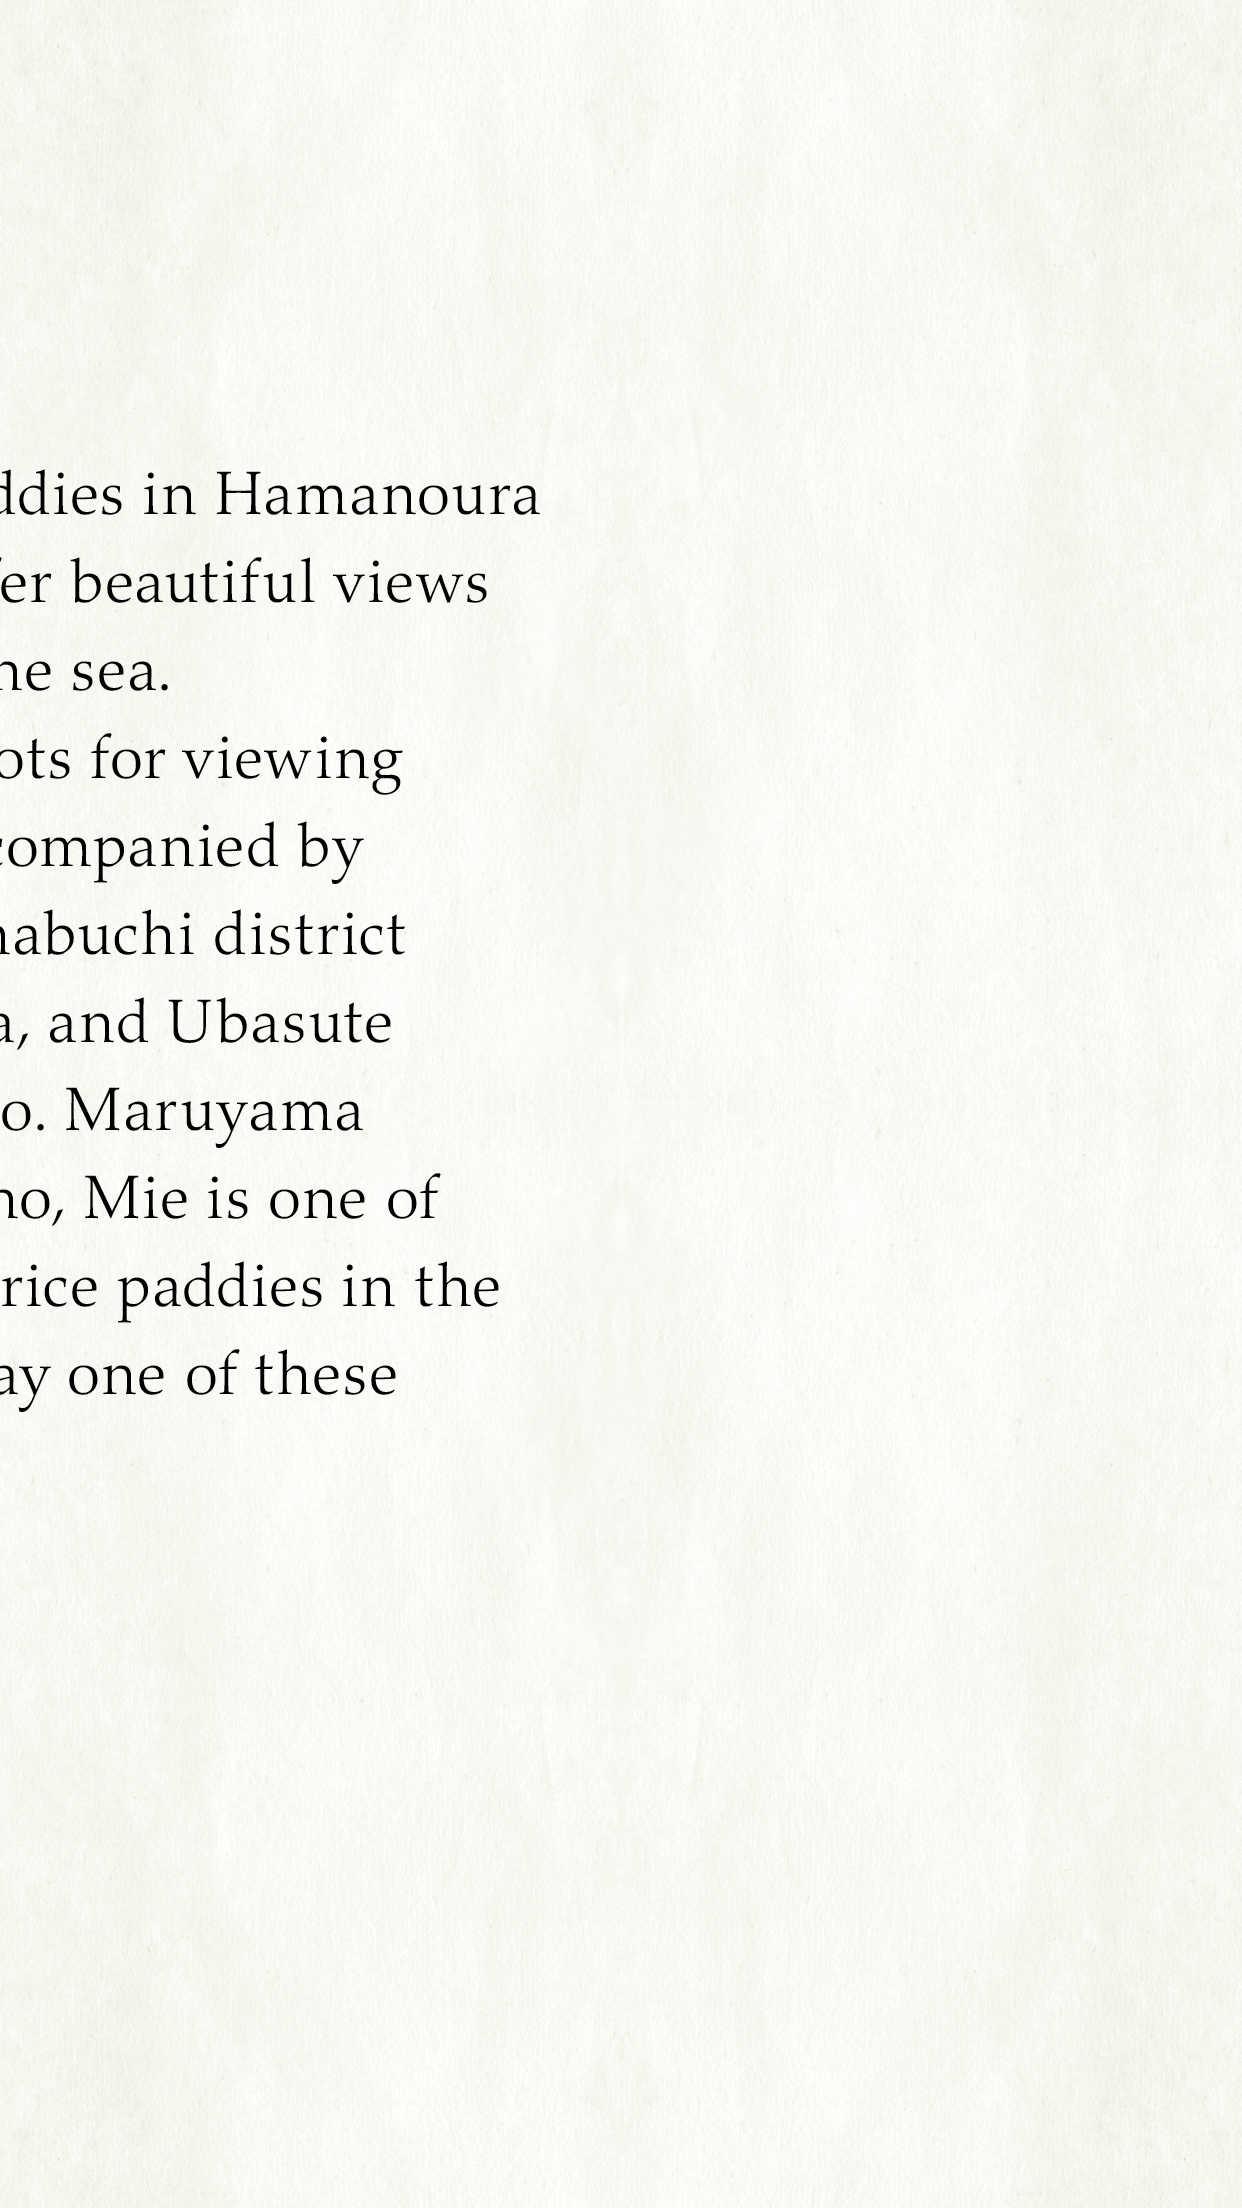 ddies in Hamanoura
er beautiful views
he sea.
ots for viewing
companied by
nabuchi district
a, and Ubasute
o. Maruyama
no, Mie is one of
rice paddies in the
ay one of these